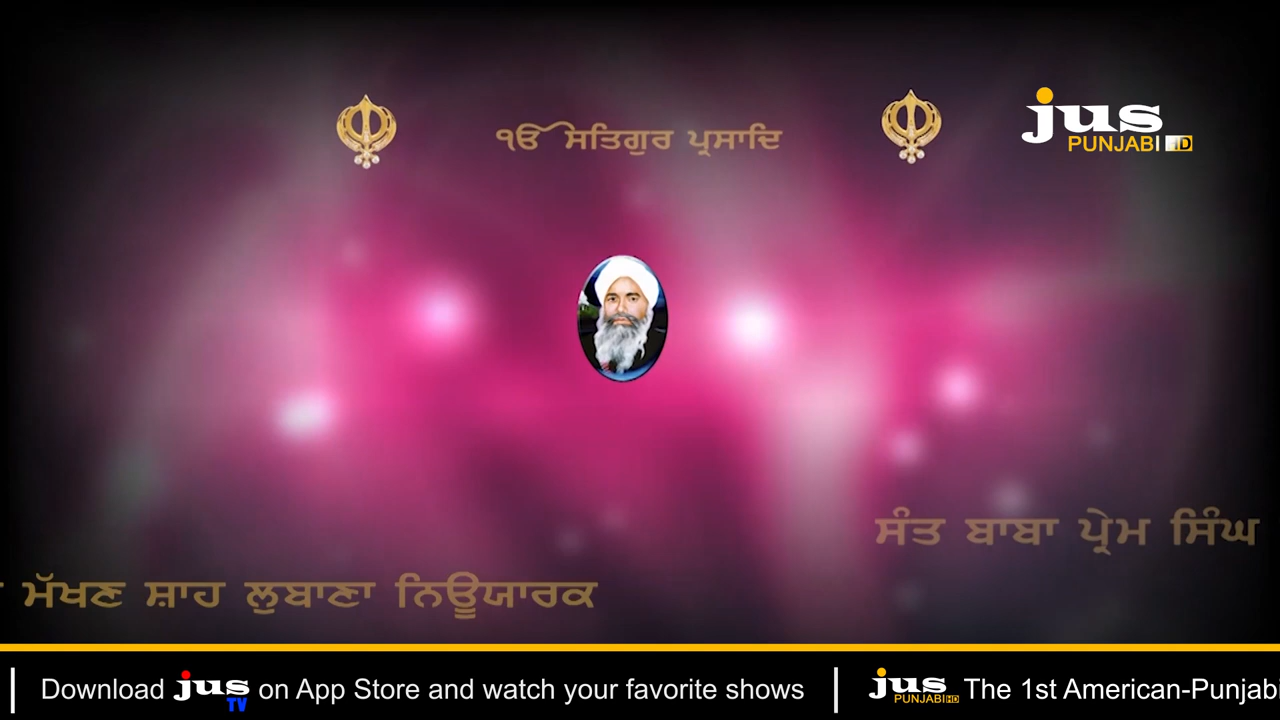 ੴ ਸਤਿਗੁਰ ਪ੍ਰਸਾਦਿ
jus
PUNJABI HD
ਸੰਤ ਬਾਬਾ ਪ੍ਰੇਮ ਸਿੰਘ
ਮੱਖਣ ਸ਼ਾਹ ਲੁਬਾਣਾ ਨਿਊਯਾਰਕ
| Download jus TV on App Store and watch your favorite shows | jus PUNJABI HD The 1st American-Punjabi